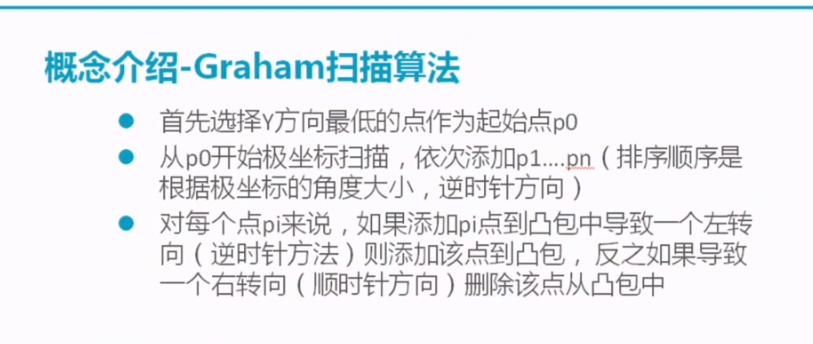 概念介绍-Graham扫描算法
首先选择Y方向最低的点作为起始点p0
从p0开始极坐标扫描，依次添加p1....pn（排序顺序是
根据极坐标的角度大小，逆时针方向）
对每个点pi来说，如果添加pi点到凸包中导致一个左转
向（逆时针方法）则添加该点到凸包， 反之如果导致
一个右转向（顺时针方向）删除该点从凸包中